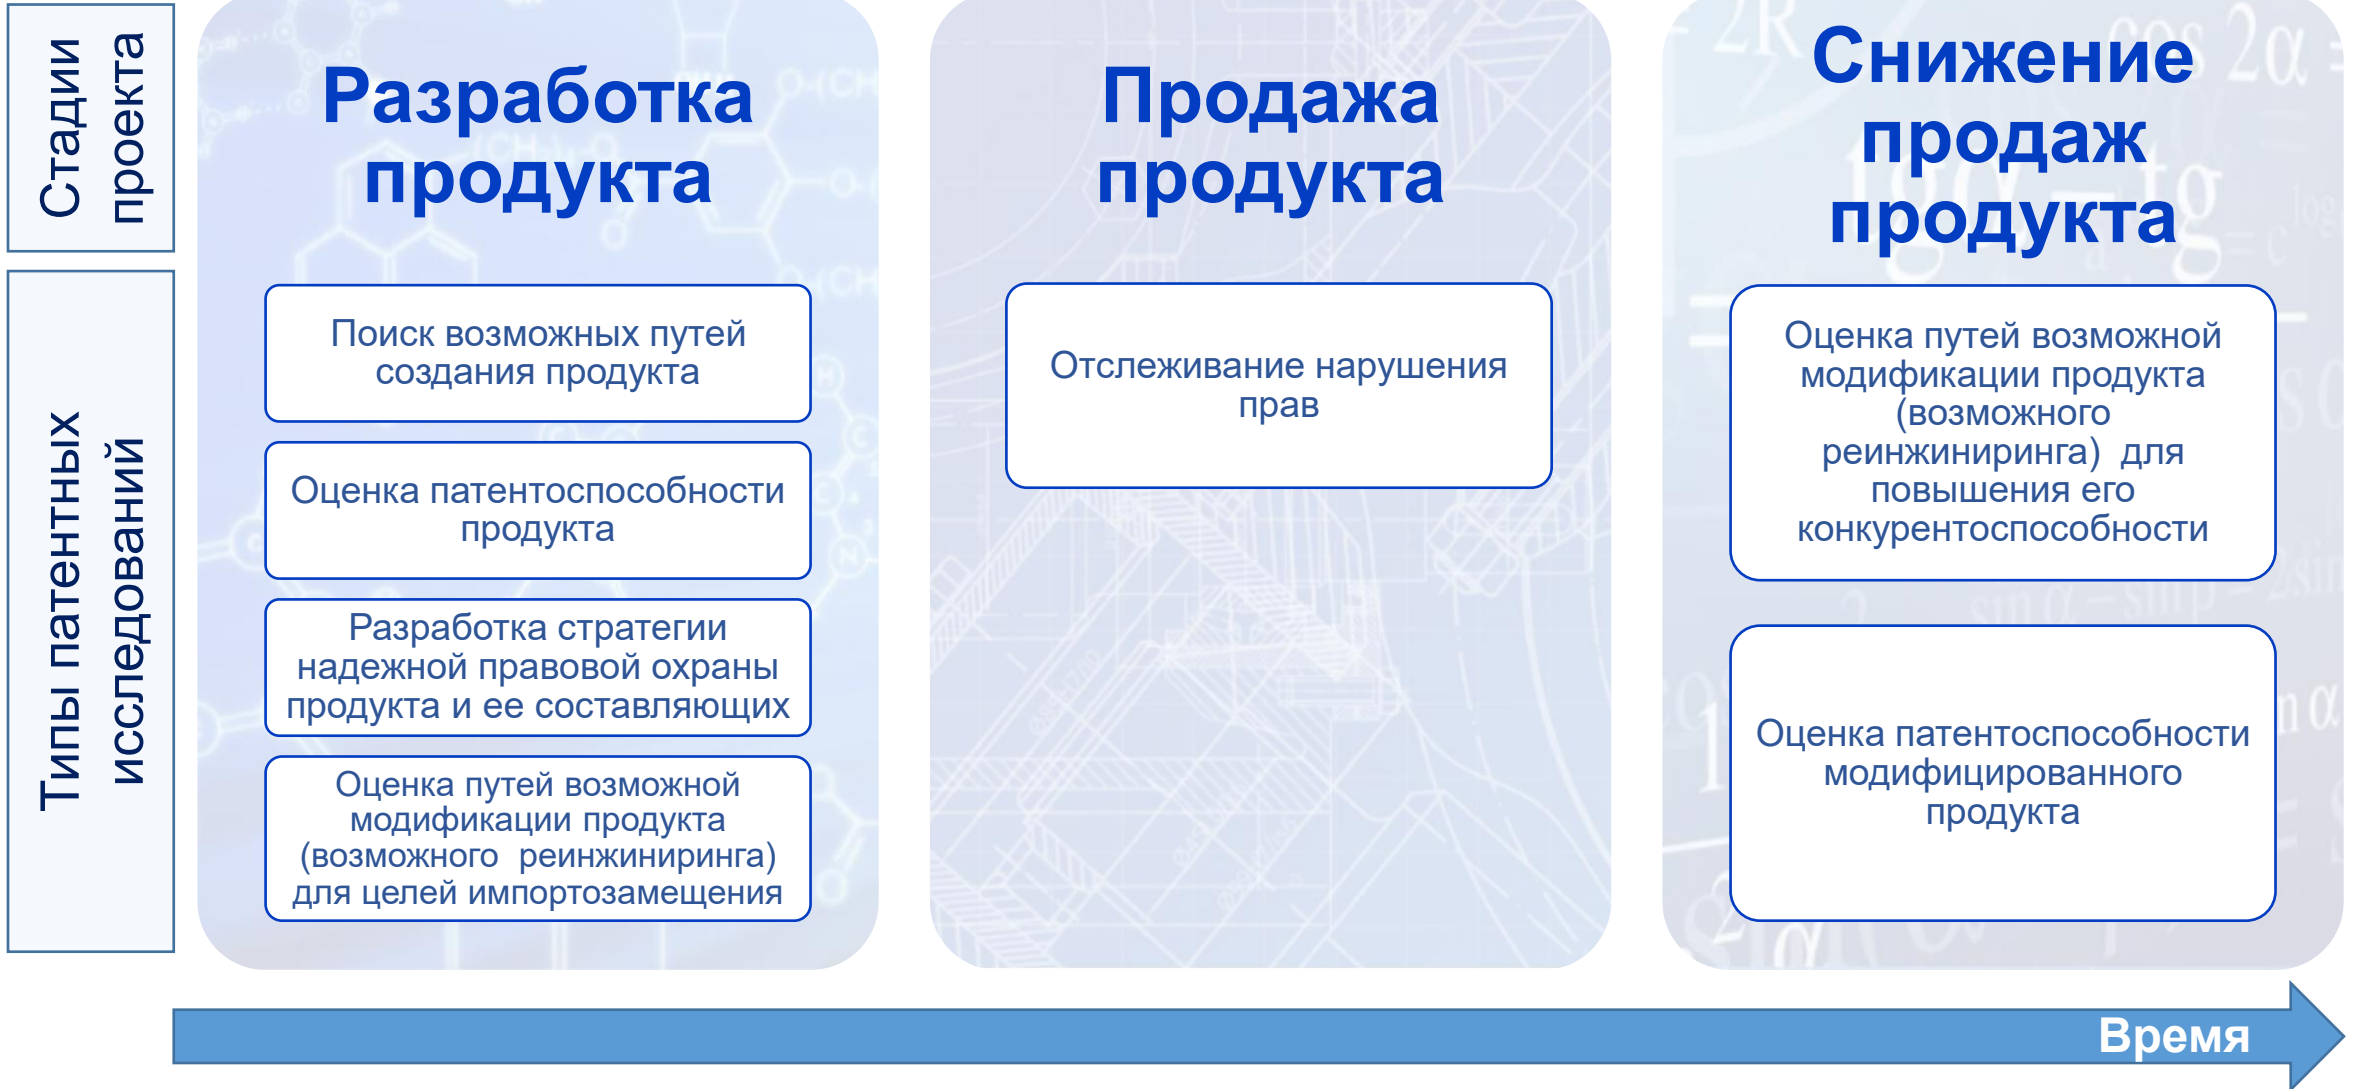 Стадии
проекта
Разработка
продукта
Продажа
продукта
Снижение
продаж
продукта
Типы патентных
исследований
Поиск возможных путей
создания продукта
Оценка патентоспособности
продукта
Разработка стратегии
надежной правовой охраны
продукта и ее составляющих
Оценка путей возможной
модификации продукта
(возможного реинжиниринга)
для целей импортозамещения
Отслеживание нарушения
прав
Оценка путей возможной
модификации продукта
(возможного
реинжиниринга) для
повышения его
конкурентоспособности
Оценка патентоспособности
модифицированного
продукта
Время